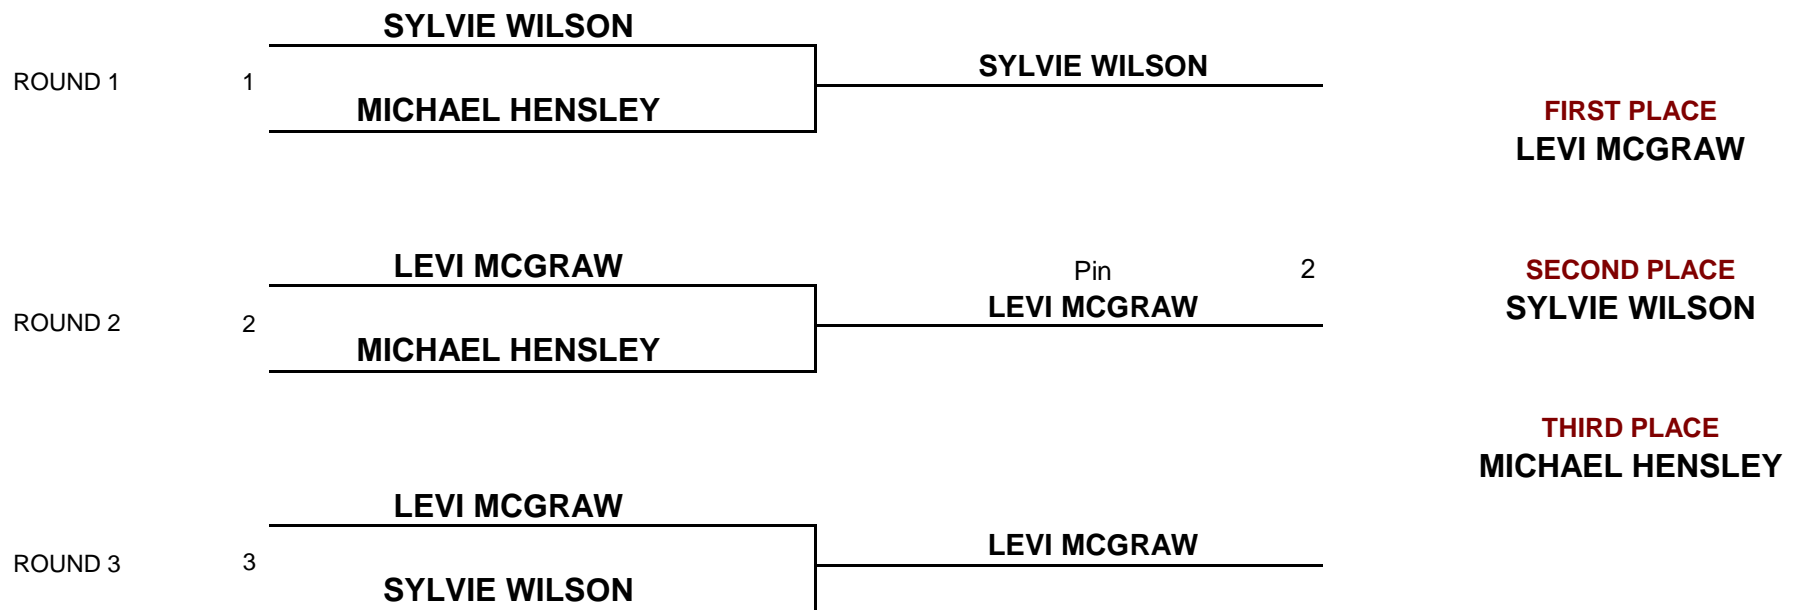 SYLVIE WILSON
ROUND 1 1 SYLVIE WILSON
MICHAEL HENSLEY
FIRST PLACE
LEVI MCGRAW
LEVI MCGRAW Pin 2 SECOND PLACE
ROUND 2 2 LEVI MCGRAW SYLVIE WILSON
MICHAEL HENSLEY
THIRD PLACE
MICHAEL HENSLEY
LEVI MCGRAW
ROUND 3 3 LEVI MCGRAW
SYLVIE WILSON